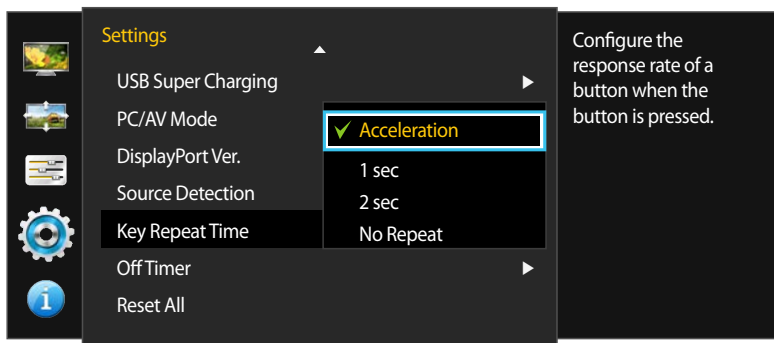 Settings
USB Super Charging
PC/AV Mode
DisplayPort Ver.
Source Detection
Key Repeat Time
Off Timer
Reset All
Acceleration
1 sec
2 sec
No Repeat
Configure the
response rate of a
button when the
button is pressed.